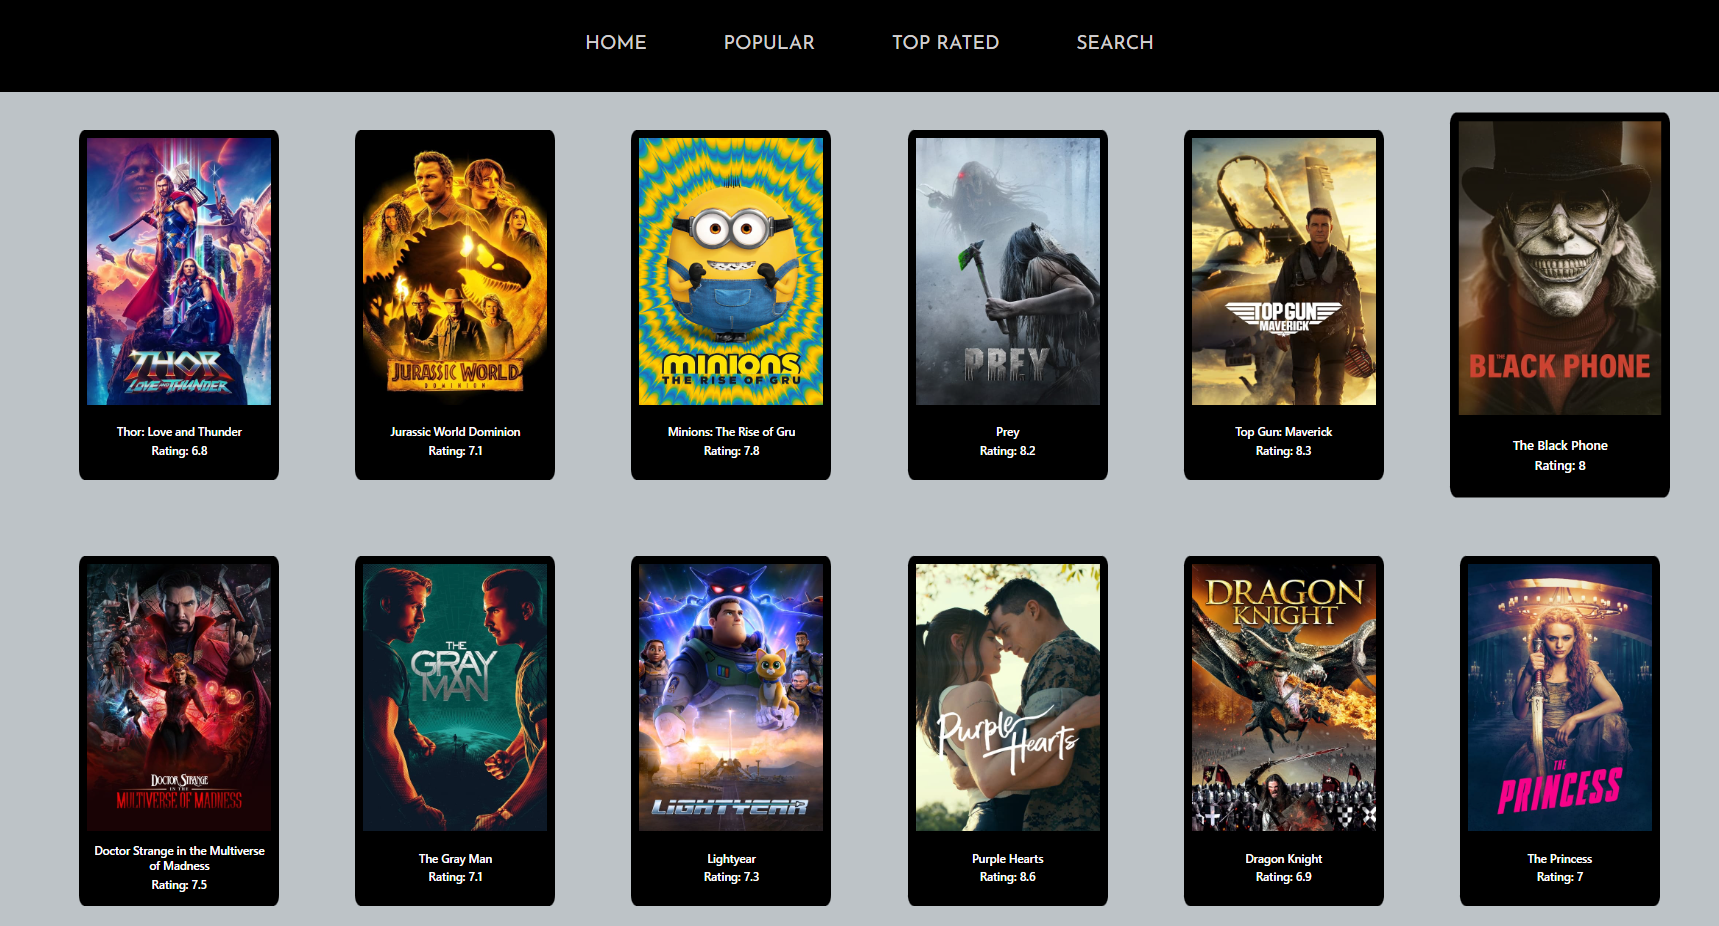 HOME POPULAR TOP RATED SEARCH
THOR
LOVE AND THUNDER
Thor: Love and Thunder
Rating: 6.8
JURASSIC WORLD
DOMINION
Jurassic World Dominion
Rating: 7.1
minions
THE RISE OF GRU
Minions: The Rise of Gru
Rating: 7.8
PREY
Prey
Rating: 8.2
TOP GUN
MAVERICK
Top Gun: Maverick
Rating: 8.3
THE BLACK PHONE
The Black Phone
Rating: 8
DOCTOR STRANGE
IN THE
MULTIVERSE OF MADNESS
Doctor Strange in the Multiverse
of Madness
Rating: 7.5
THE
GRAY
MAN
The Gray Man
Rating: 7.1
LIGHTYEAR
Lightyear
Rating: 7.3
Purple
Hearts
Purple Hearts
Rating: 8.6
DRAGON
KNIGHT
Dragon Knight
Rating: 6.9
THE
PRINCESS
The Princess
Rating: 7